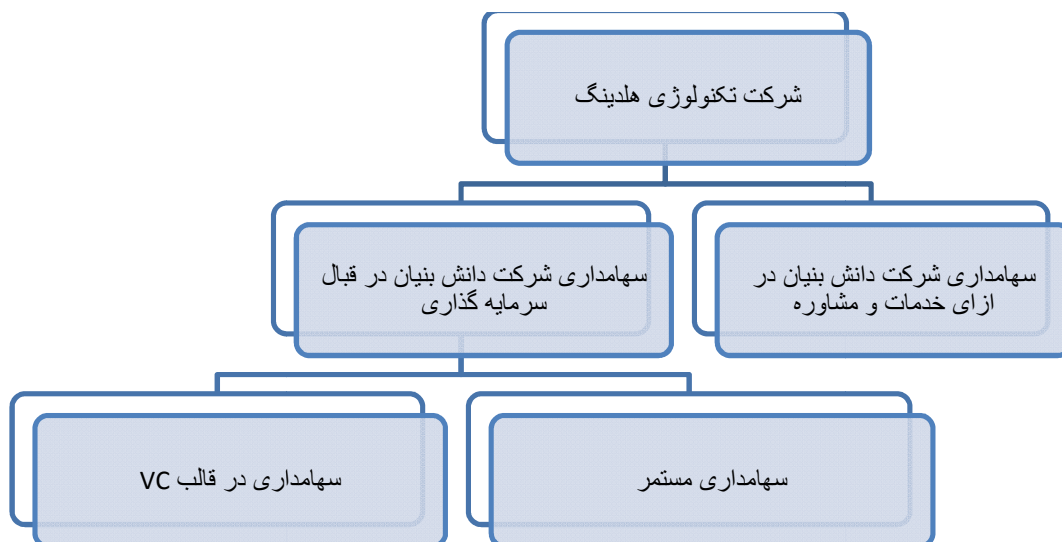 شرکت تکنولوژی هلدینگ
سهامداری شرکت دانش بنیان در
ازای خدمات و مشاوره
سهامداری شرکت دانش بنیان در قبال
سرمایه گذاری
سهامداری مستمر
سهامداری در قالب VC